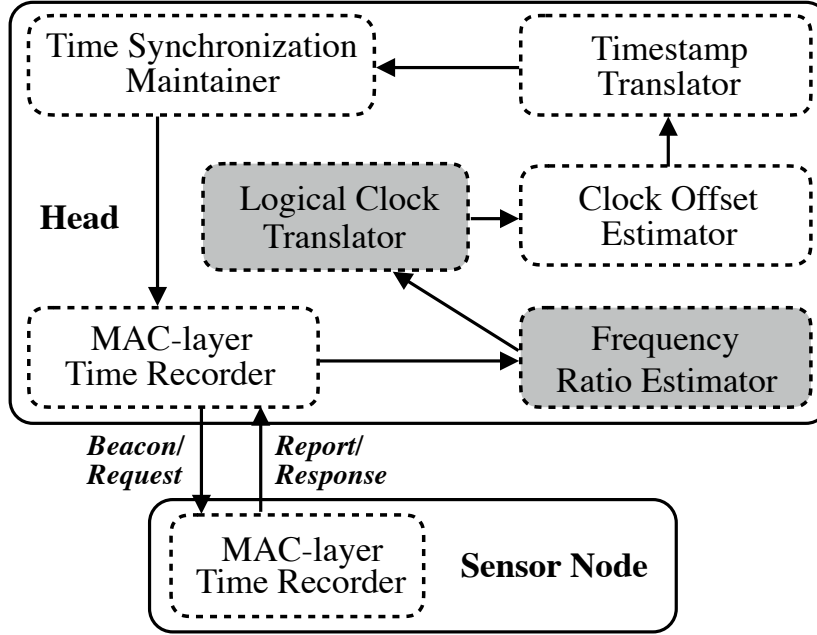 Time Synchronization
Maintainer
Timestamp
Translator
Head
Logical Clock
Translator
Clock Offset
Estimator
MAC-layer
Time Recorder
Frequency
Ratio Estimator
Beacon/
Request
Report/
Response
MAC-layer
Time Recorder
Sensor Node